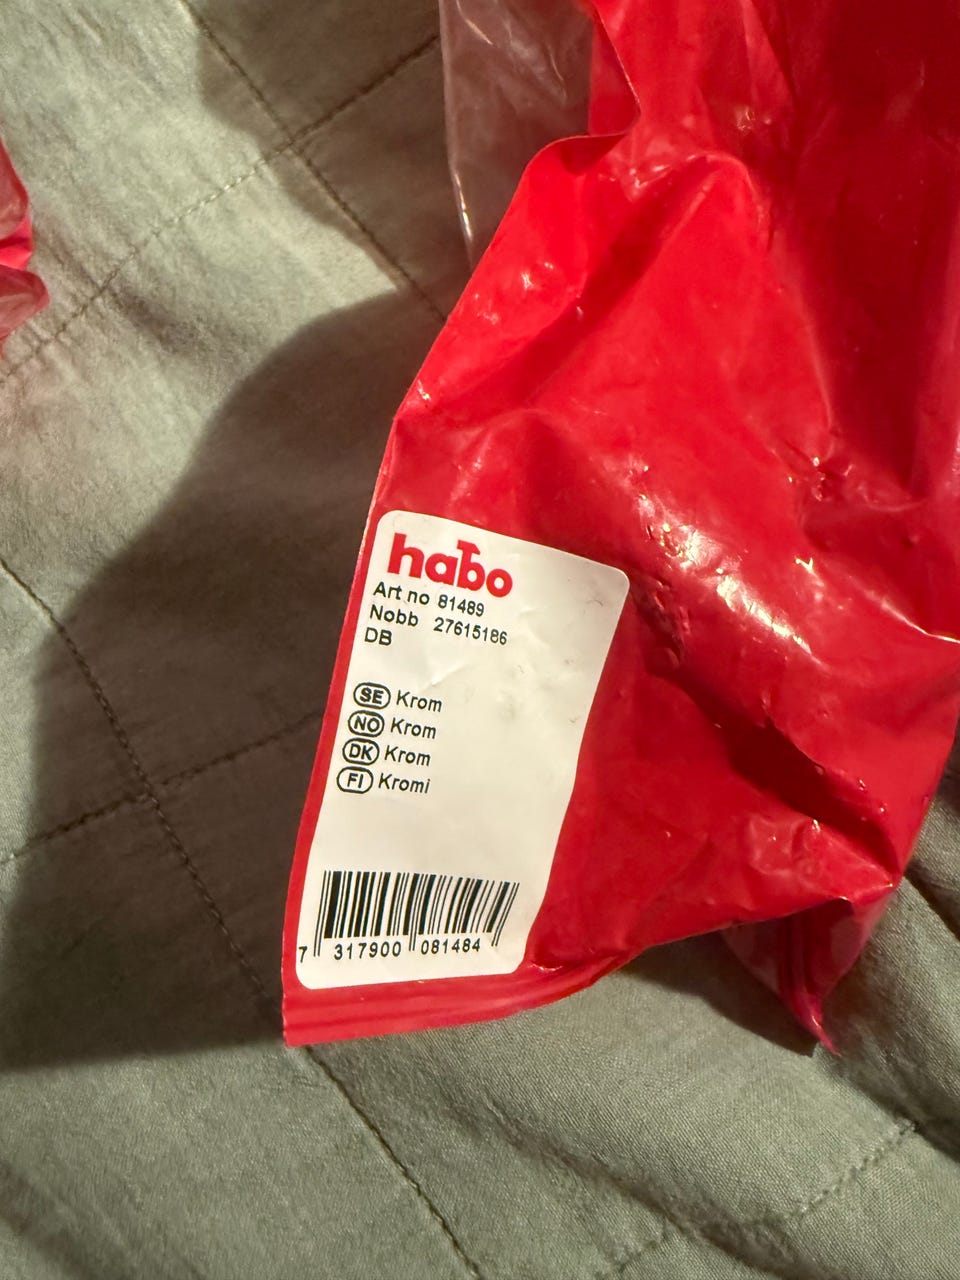 habo
Art no 81489
Nobb 27615186
DB
SE Krom
NO Krom
DK Krom
FI Kromi
7 317900 081484